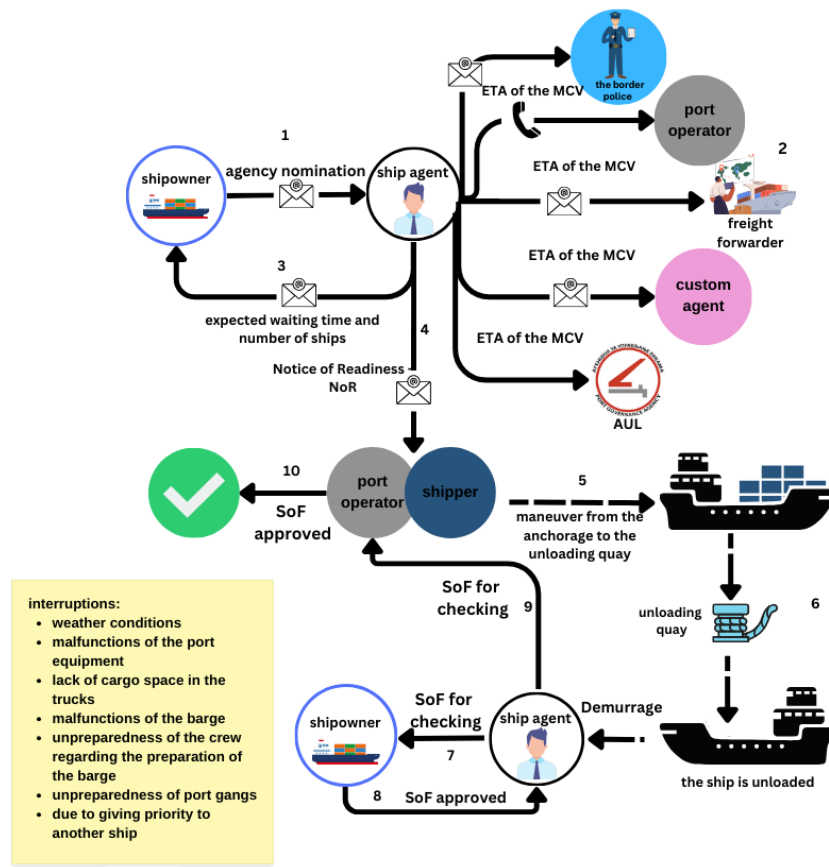 the border
police
ETA of the MCV
port
operator
1
2
shipowner
agency nomination
ship agent
ETA of the MCV
freight
forwarder
3
ETA of the MCV
custom
agent
expected waiting time and
number of ships
4
ETA of the MCV
Notice of Readiness
NoR
PORT GOVERNANCE AGENCY
AUL
10
port
operator
shipper
5
SoF
approved
maneuver from the
anchorage to the
unloading quay
SoF for
checking
9
unloading
quay
6
interruptions:
• weather conditions
• malfunctions of the port
equipment
• lack of cargo space in the
trucks
• malfunctions of the barge
• unpreparedness of the crew
regarding the preparation of
the barge
• unpreparedness of port gangs
• due to giving priority to
another ship
shipowner
SoF for
checking
7
ship agent
Demurrage
8
SoF approved
the ship is unloaded